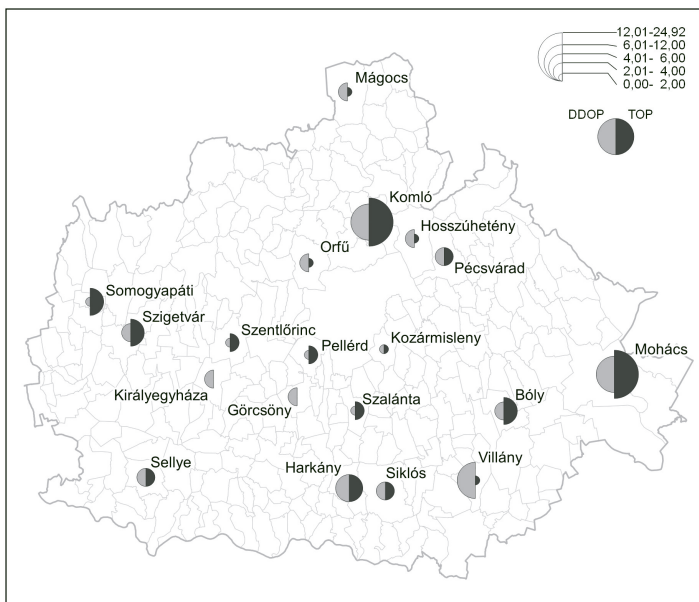 12,01-24,92
6,01-12,00
4,01- 6,00
2,01- 4,00
0,00- 2,00
DDOP TOP
Mágocs
Komló
Hosszúhetény
Orfű
Pécsvárad
Somogyapáti
Szigetvár
Szentlőrinc
Pellérd
Kozármisleny
Mohács
Királyegyháza
Görcsöny
Szalánta
Bóly
Sellye
Harkány
Siklós
Villány